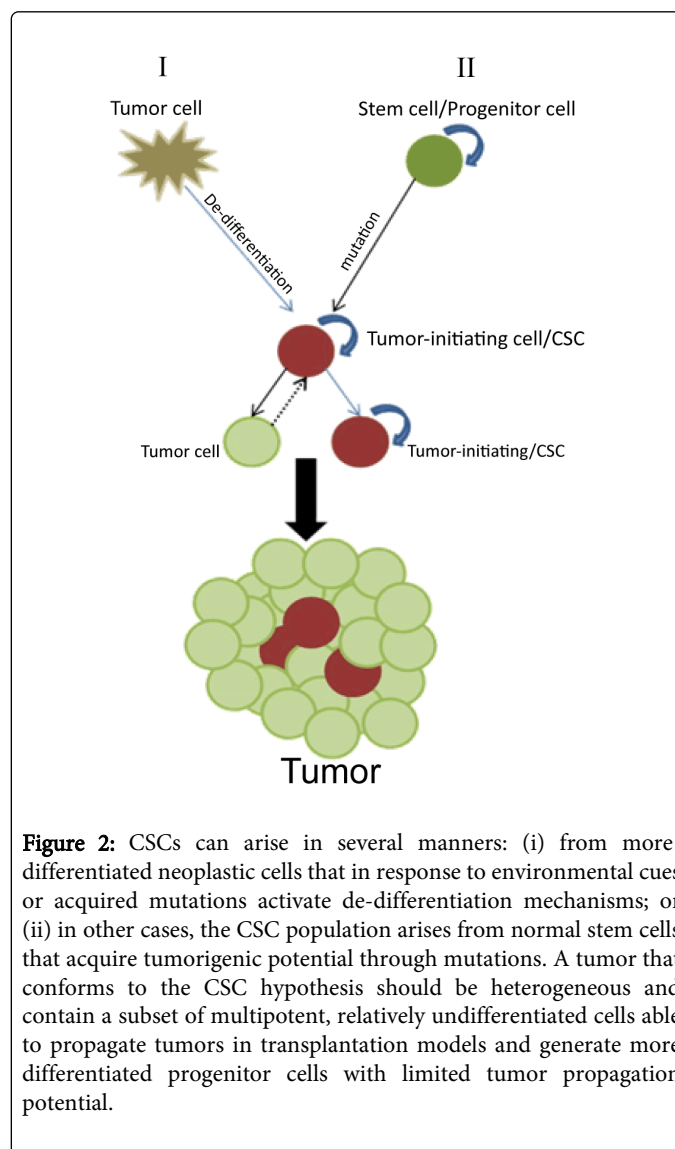 I II
Tumor cell Stem cell/Progenitor cell
De-differentiation mutation
Tumor-initiating cell/CSC
Tumor cell Tumor-initiating/CSC
Tumor
Figure 2: CSCs can arise in several manners: (i) from more
differentiated neoplastic cells that in response to environmental cues
or acquired mutations activate de-differentiation mechanisms; or
(ii) in other cases, the CSC population arises from normal stem cells
that acquire tumorigenic potential through mutations. A tumor that
conforms to the CSC hypothesis should be heterogeneous and
contain a subset of multipotent, relatively undifferentiated cells able
to propagate tumors in transplantation models and generate more
differentiated progenitor cells with limited tumor propagation
potential.